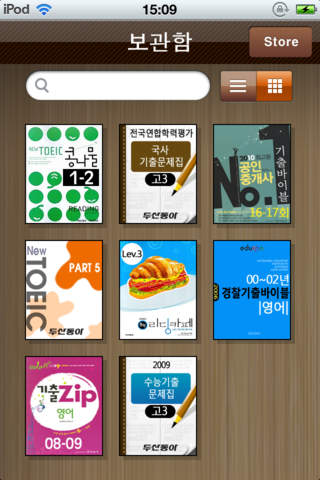 iPod 15:09
보관함
Store
NEW TOEIC
콩나물
1-2
READING
전국연합학력평가
국사
기출문제집
고3
두산동아
2010
공인
중개사
기출바이블
No.1
16-17회
New
TOEIC
PART 5
두산동아
Lev.3
리딩카페
eduspa
00~02년
경찰기출바이블
영어
기출Zip
영어
08-09
2009
수능기출
문제집
고3
두산동아